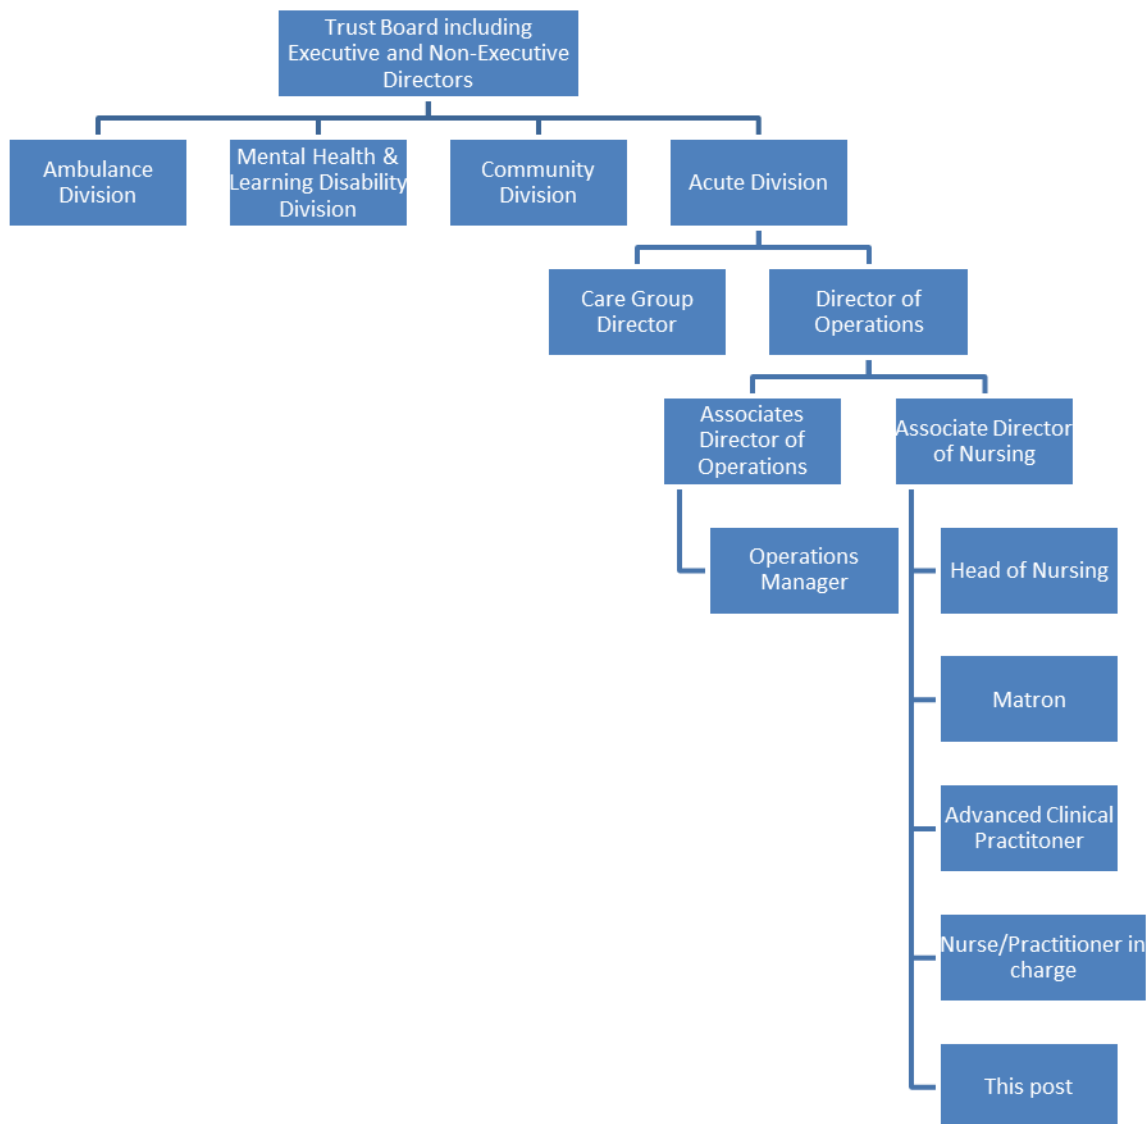 Trust Board including
Executive and Non-Executive
Directors
Ambulance
Division
Mental Health &
Learning Disability
Division
Community
Division
Acute Division
Care Group
Director
Director of
Operations
Associates
Director of
Operations
Associate Director
of Nursing
Operations
Manager
Head of Nursing
Matron
Advanced Clinical
Practitoner
Nurse/Practitioner in
charge
This post